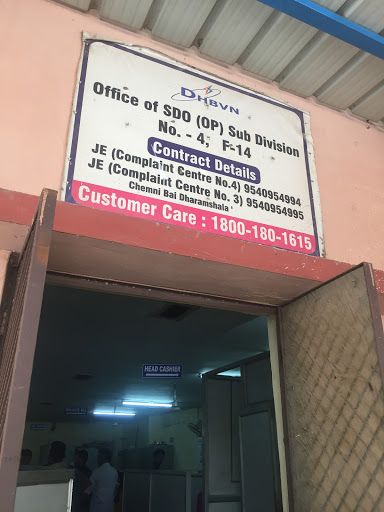 DHBVN
Office of SDO (OP) Sub Division
No. - 4, F-14
Contract Details
JE (Complaint Centre No.4) 9540954994
JE (Complaint Centre No. 3) 9540954995
Chemni Bai Dharamshala
Customer Care : 1800-180-1615
HEAD CASHIER